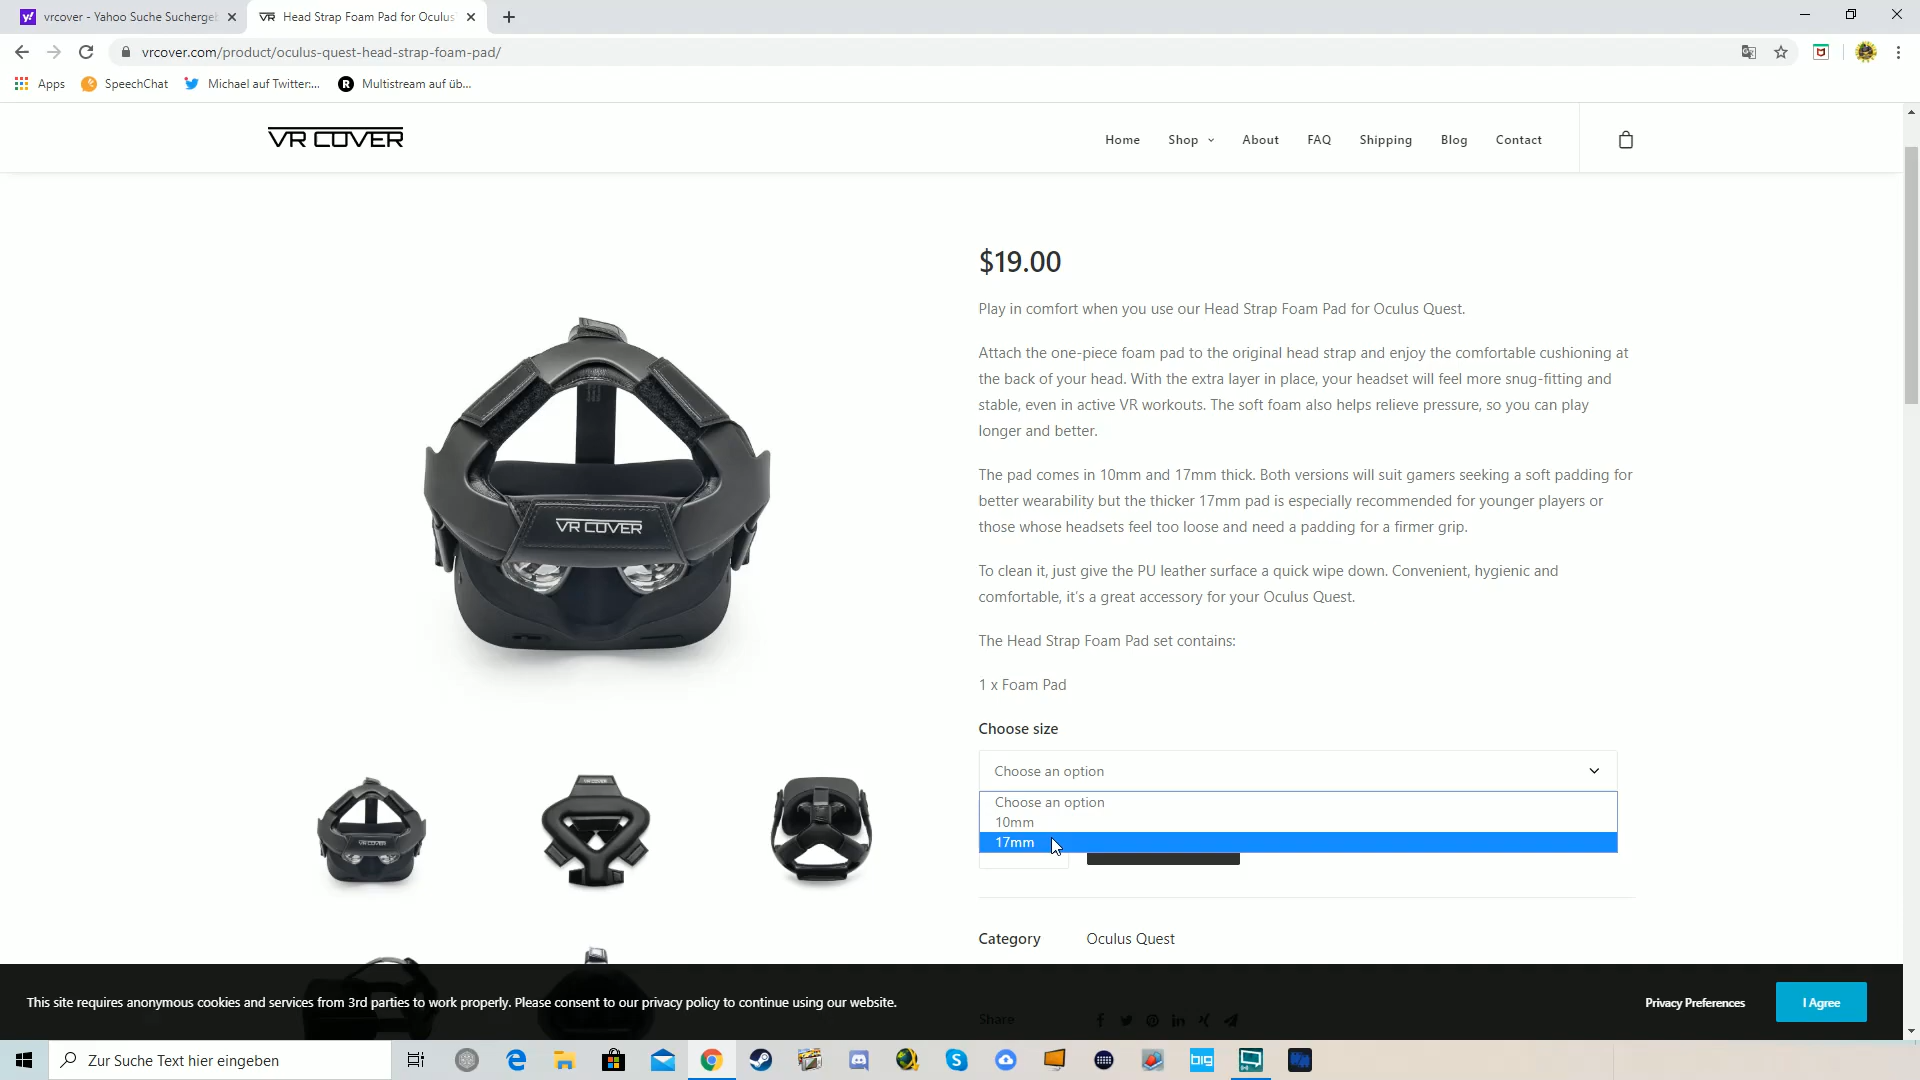 vrcover - Yahoo Suche Sucherge
Head Strap Foam Pad for Oculus
vrcover.com/product/oculus-quest-head-strap-foam-pad/
Apps
SpeechChat
Michael auf Twitter:...
Multistream auf üb...
VR COVER
Home
Shop
About
FAQ
Shipping
Blog
Contact
$19.00
Play in comfort when you use our Head Strap Foam Pad for Oculus Quest.
Attach the one-piece foam pad to the original head strap and enjoy the comfortable cushioning at
the back of your head. With the extra layer in place, your headset will feel more snug-fitting and
stable, even in active VR workouts. The soft foam also helps relieve pressure, so you can play
longer and better.
The pad comes in 10mm and 17mm thick. Both versions will suit gamers seeking a soft padding for
better wearability but the thicker 17mm pad is especially recommended for younger players or
those whose headsets feel too loose and need a padding for a firmer grip.
To clean it, just give the PU leather surface a quick wipe down. Convenient, hygienic and
comfortable, it's a great accessory for your Oculus Quest.
The Head Strap Foam Pad set contains:
1 x Foam Pad
Choose size
Choose an option
Choose an option
10mm
17mm
VR COVER
Category
Oculus Quest
Share
This site requires anonymous cookies and services from 3rd parties to work properly. Please consent to our privacy policy to continue using our website.
Privacy Preferences
I Agree
Zur Suche Text hier eingeben